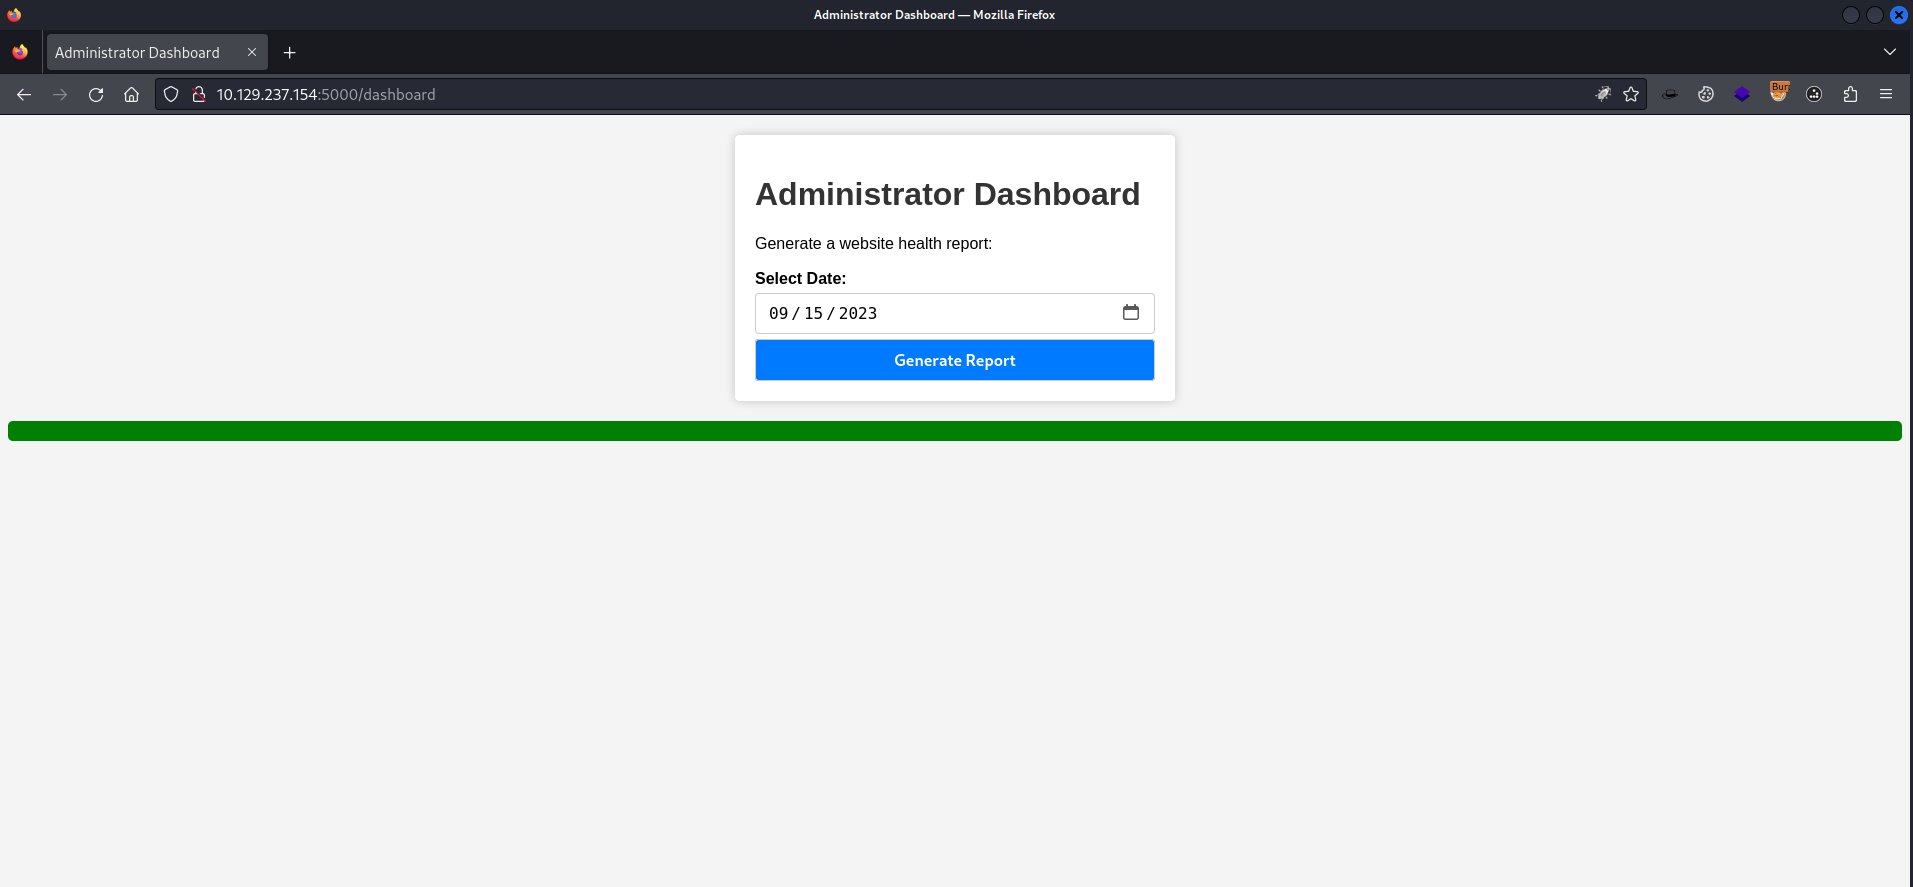 Administrator Dashboard — Mozilla Firefox
Administrator Dashboard
10.129.237.154:5000/dashboard
Administrator Dashboard
Generate a website health report:
Select Date:
09 / 15 / 2023
Generate Report